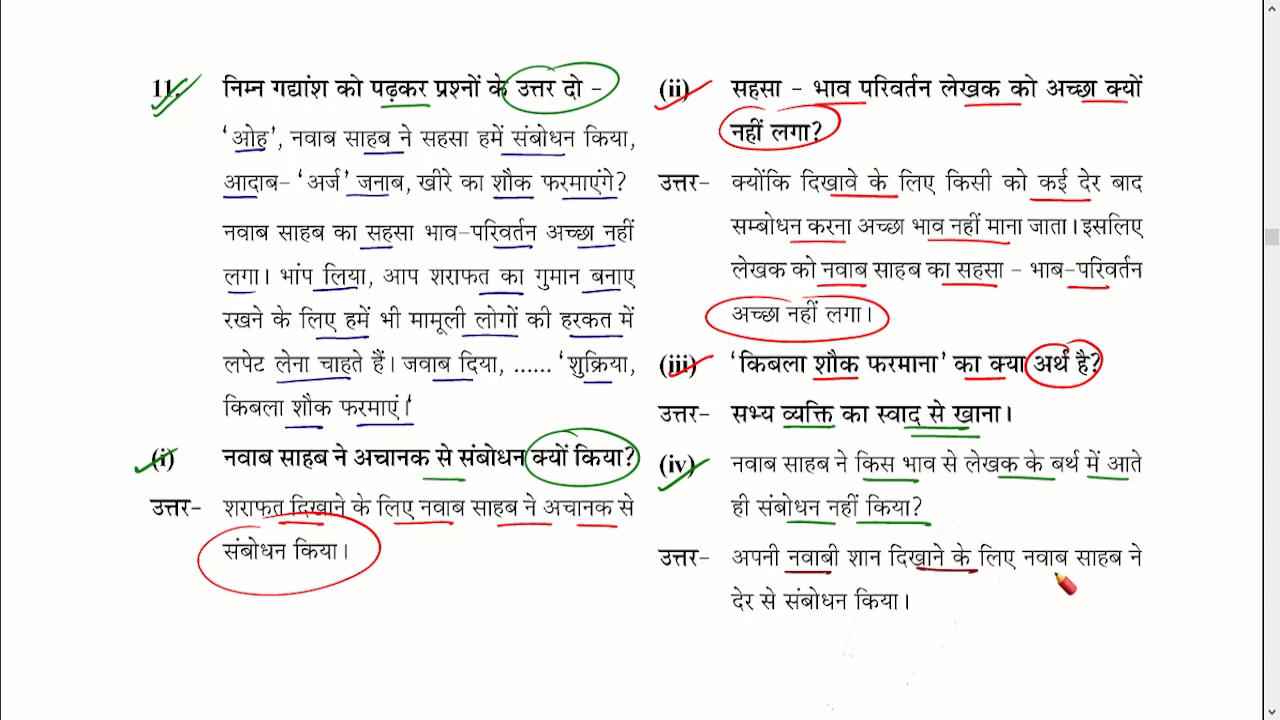 11. निम्न गद्यांश को पढ़कर प्रश्नों के उत्तर दो -
‘ओह’, नवाब साहब ने सहसा हमें संबोधन किया,
आदाब- ‘अर्ज’ जनाब, खीरे का शौक फरमाएंगे?
नवाब साहब का सहसा भाव-परिवर्तन अच्छा नहीं
लगा। भांप लिया, आप शराफत का गुमान बनाए
रखने के लिए हमें भी मामूली लोगों की हरकत में
लपेट लेना चाहते हैं। जवाब दिया, ...... ‘शुक्रिया,
किबला शौक फरमाएं।’
(i) नवाब साहब ने अचानक से संबोधन क्यों किया?
उत्तर- शराफत दिखाने के लिए नवाब साहब ने अचानक से
संबोधन किया।
(ii) सहसा - भाव परिवर्तन लेखक को अच्छा क्यों
नहीं लगा?
उत्तर- क्योंकि दिखावे के लिए किसी को कई देर बाद
सम्बोधन करना अच्छा भाव नहीं माना जाता। इसलिए
लेखक को नवाब साहब का सहसा - भाब-परिवर्तन
अच्छा नहीं लगा।
(iii) ‘किबला शौक फरमाना’ का क्या अर्थ है?
उत्तर- सभ्य व्यक्ति का स्वाद से खाना।
(iv) नवाब साहब ने किस भाव से लेखक के बर्थ में आते
ही संबोधन नहीं किया?
उत्तर- अपनी नवाबी शान दिखाने के लिए नवाब साहब ने
देर से संबोधन किया।